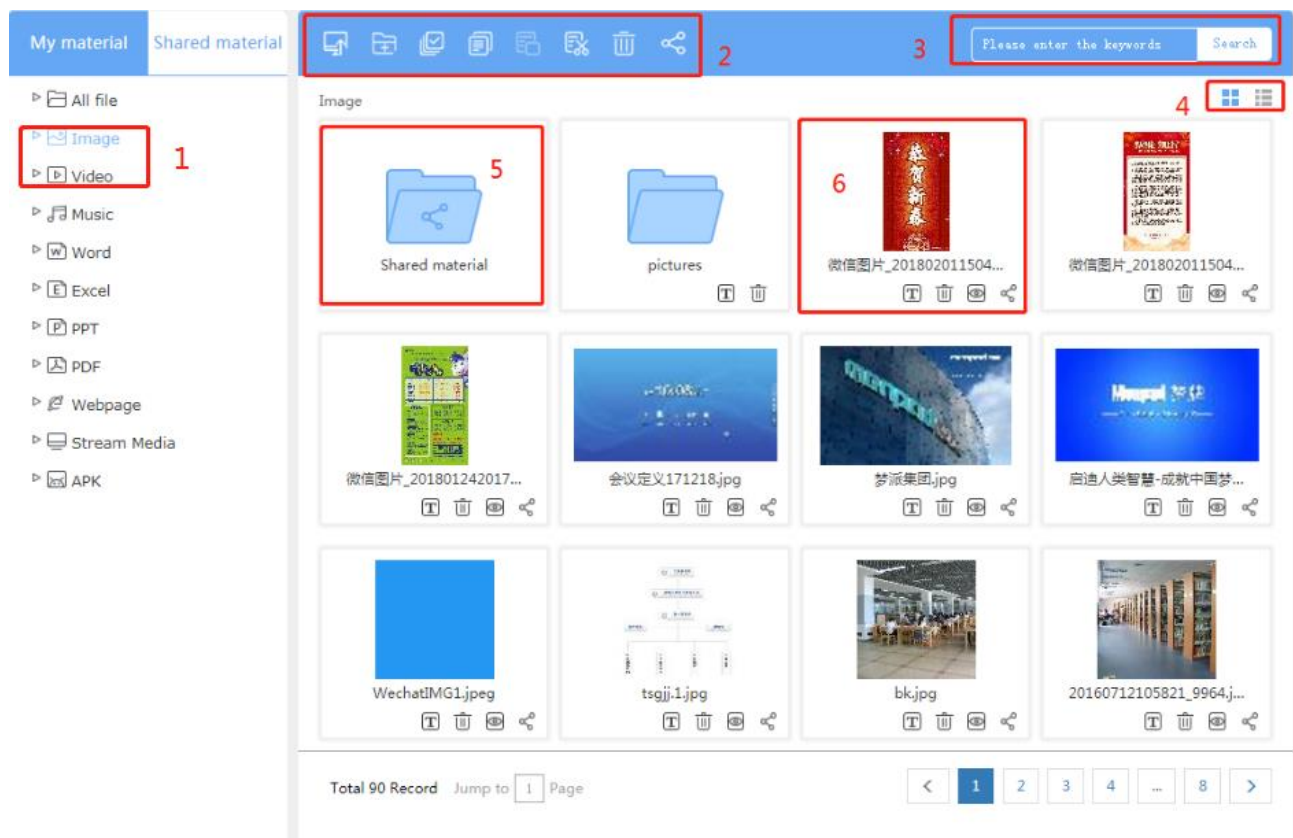 My material
Shared material
2
3
Please enter the keywords
Search
All file
Image
Video
Music
Word
Excel
PPT
PDF
Webpage
Stream Media
APK
1
Image
4
5
Shared material
pictures
6
恭贺新春
微信图片_201802011504...
微信图片_201802011504...
微信图片_201801242017...
会议定义171218.jpg
梦派集团.jpg
启迪人类智慧-成就中国梦...
WechatIMG1.jpeg
tsgjj.1.jpg
bk.jpg
20160712105821_9964.j...
Total 90 Record Jump to 1 Page
< 1 2 3 4 ... 8 >